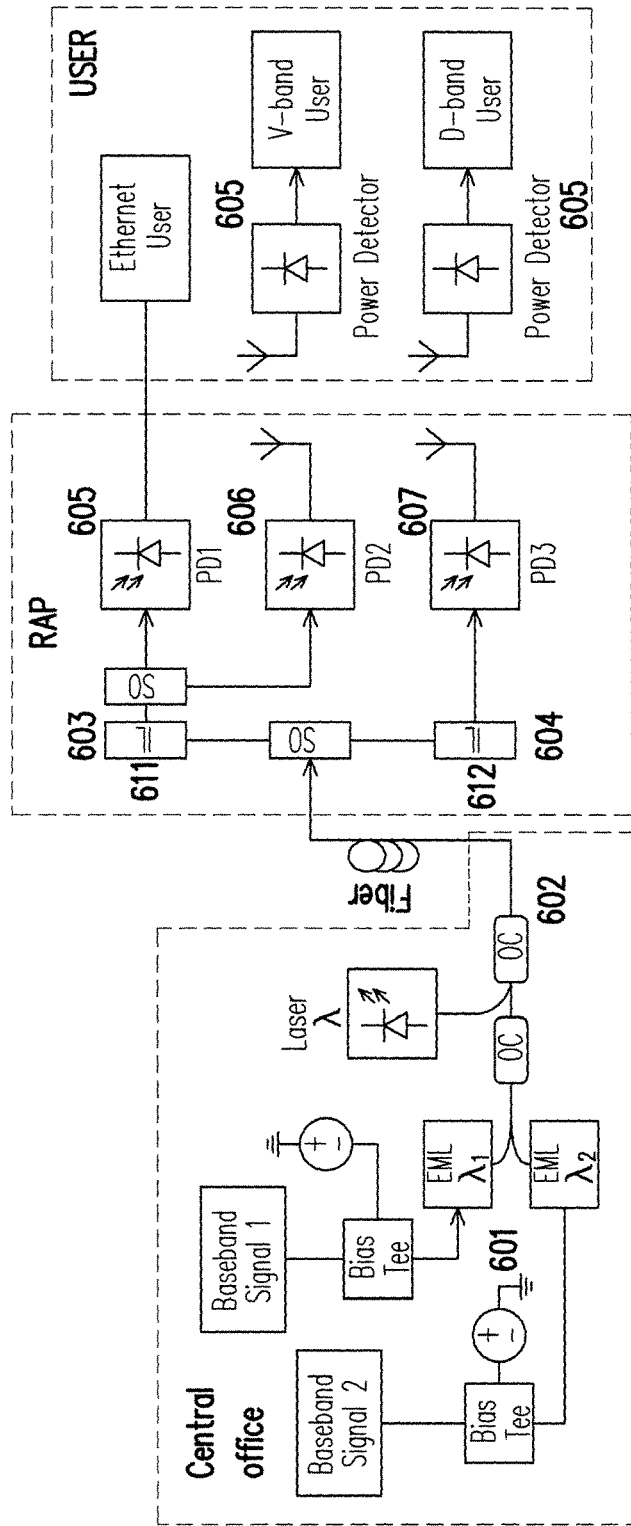 Central
office
Baseband
Signal 2
Bias
Tee
601
Baseband
Signal 1
Bias
Tee
EML
λ1
EML
λ2
Laser
λ
OC
OC
602
Fiber
RAP
603
611
SO
SO
612
604
605
PD1
606
PD2
607
PD3
USER
Ethernet
User
605
Power Detector
V-band
User
Power Detector
605
D-band
User